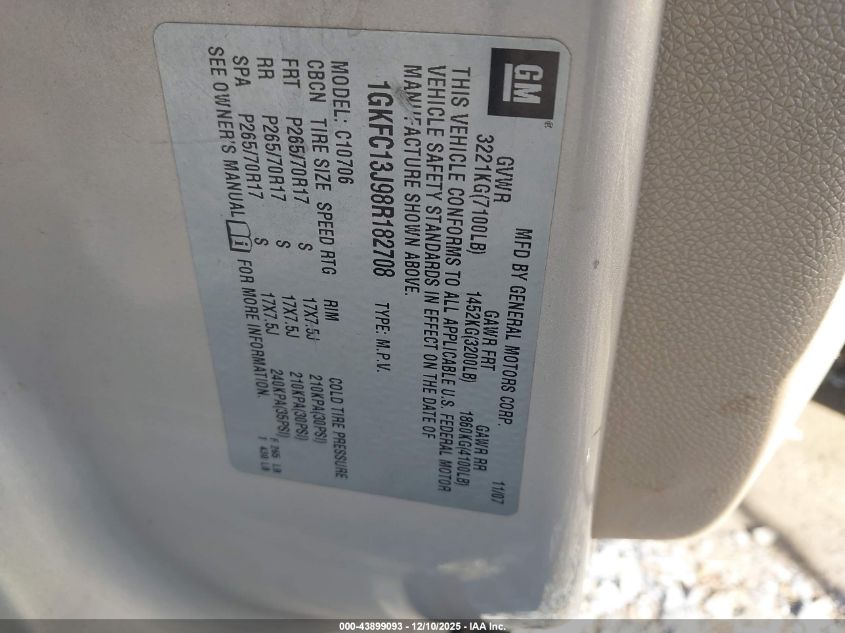 GM
MFD BY GENERAL MOTORS CORP. 11/07
GVWR GAWR FRT GAWR RR
3221KG(7100LB) 1452KG(3200LB) 1860KG(4100LB)
THIS VEHICLE CONFORMS TO ALL APPLICABLE U.S. FEDERAL MOTOR
VEHICLE SAFETY STANDARDS IN EFFECT ON THE DATE OF
MANUFACTURE SHOWN ABOVE.
1GKFC13J98R182708 TYPE: M.P.V.
MODEL: C10706
CBCN TIRE SIZE SPEED RTG RIM COLD TIRE PRESSURE
FRT P265/70R17 S 17X7.5J 210KPA(30PSI)
RR P265/70R17 S 17X7.5J 210KPA(30PSI)
SPA P265/70R17 S 17X7.5J 240KPA(35PSI)
SEE OWNER'S MANUAL i FOR MORE INFORMATION.
000-43899093 - 12/10/2025 - IAA Inc.